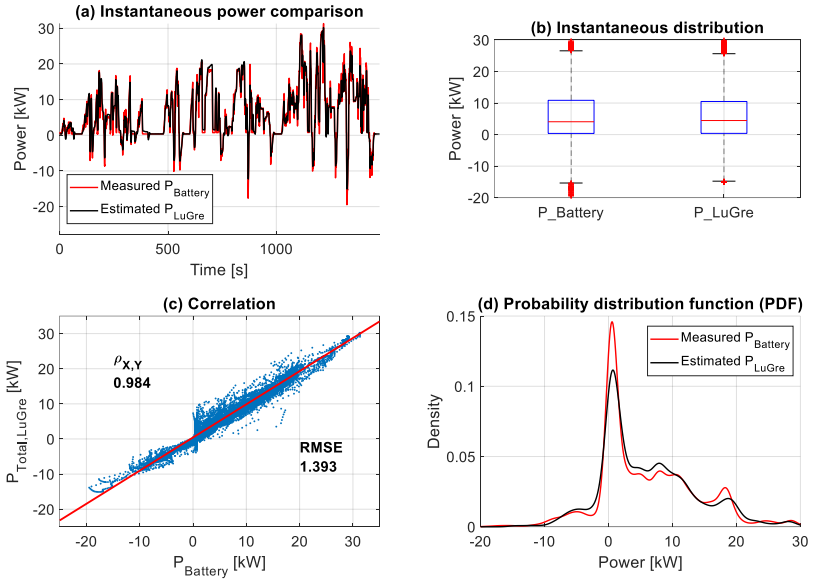 (a) Instantaneous power comparison
30
20
10
0
-10
-20
Power [kW]
Measured P_Battery
Estimated P_LuGre
0
500
1000
Time [s]
(b) Instantaneous distribution
30
20
10
0
-10
-20
Power [kW]
P_Battery
P_LuGre
(c) Correlation
30
20
10
0
-10
-20
P_Total,LuGre [kW]
ρX,Y
0.984
RMSE
1.393
-20
-10
0
10
20
30
P_Battery [kW]
(d) Probability distribution function (PDF)
0.15
0.1
0.05
0
Density
Measured P_Battery
Estimated P_LuGre
-20
-10
0
10
20
30
Power [kW]